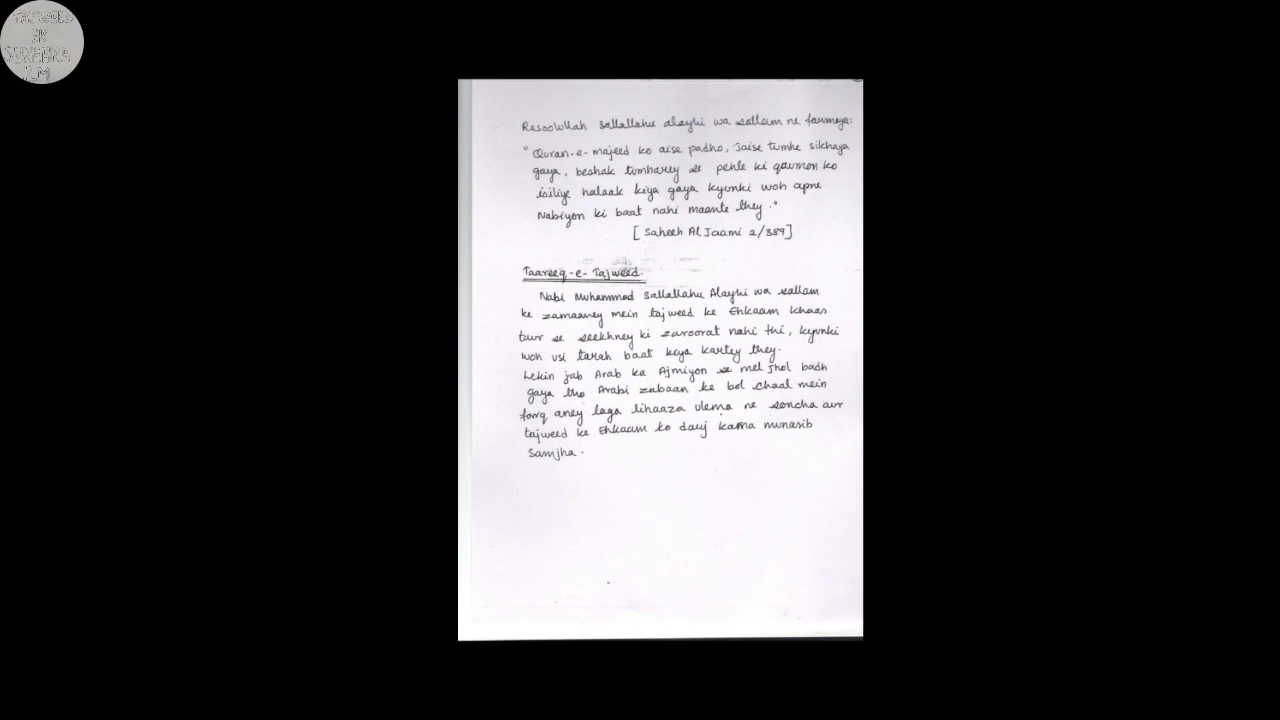 TAJWEED
EK
SUNEHRA
ILM
Rasoolullah Sallallahu alayhi wa sallam ne farmaya:
"Quran-e-majeed ko aise padho, Jaise tumhe sikhaya
gaya, beshak tumharey se pehle ki qaumon ko
isiliye halaak kiya gaya kyunki woh apne
Nabiyon ki baat nahi maante they."
[Saheeh Al Jaami 2/389]
Taareeq-e-Tajweed.
Nabi Muhammad Sallallahu Alayhi wa sallam
ke zamaaney mein tajweed ke Ehkaam khaas
taur se seekhney ki zaroorat nahi thi, kyunki
woh usi tarah baat kiya kartey they.
Lekin jab Arab ka Ajmiyon se mel jhol badh
gaya tho Arabi zabaan ke bol chaal mein
farq aney laga lihaaza ulema ne soncha aur
tajweed ke Ehkaam ko darj karna munasib
Samjha.